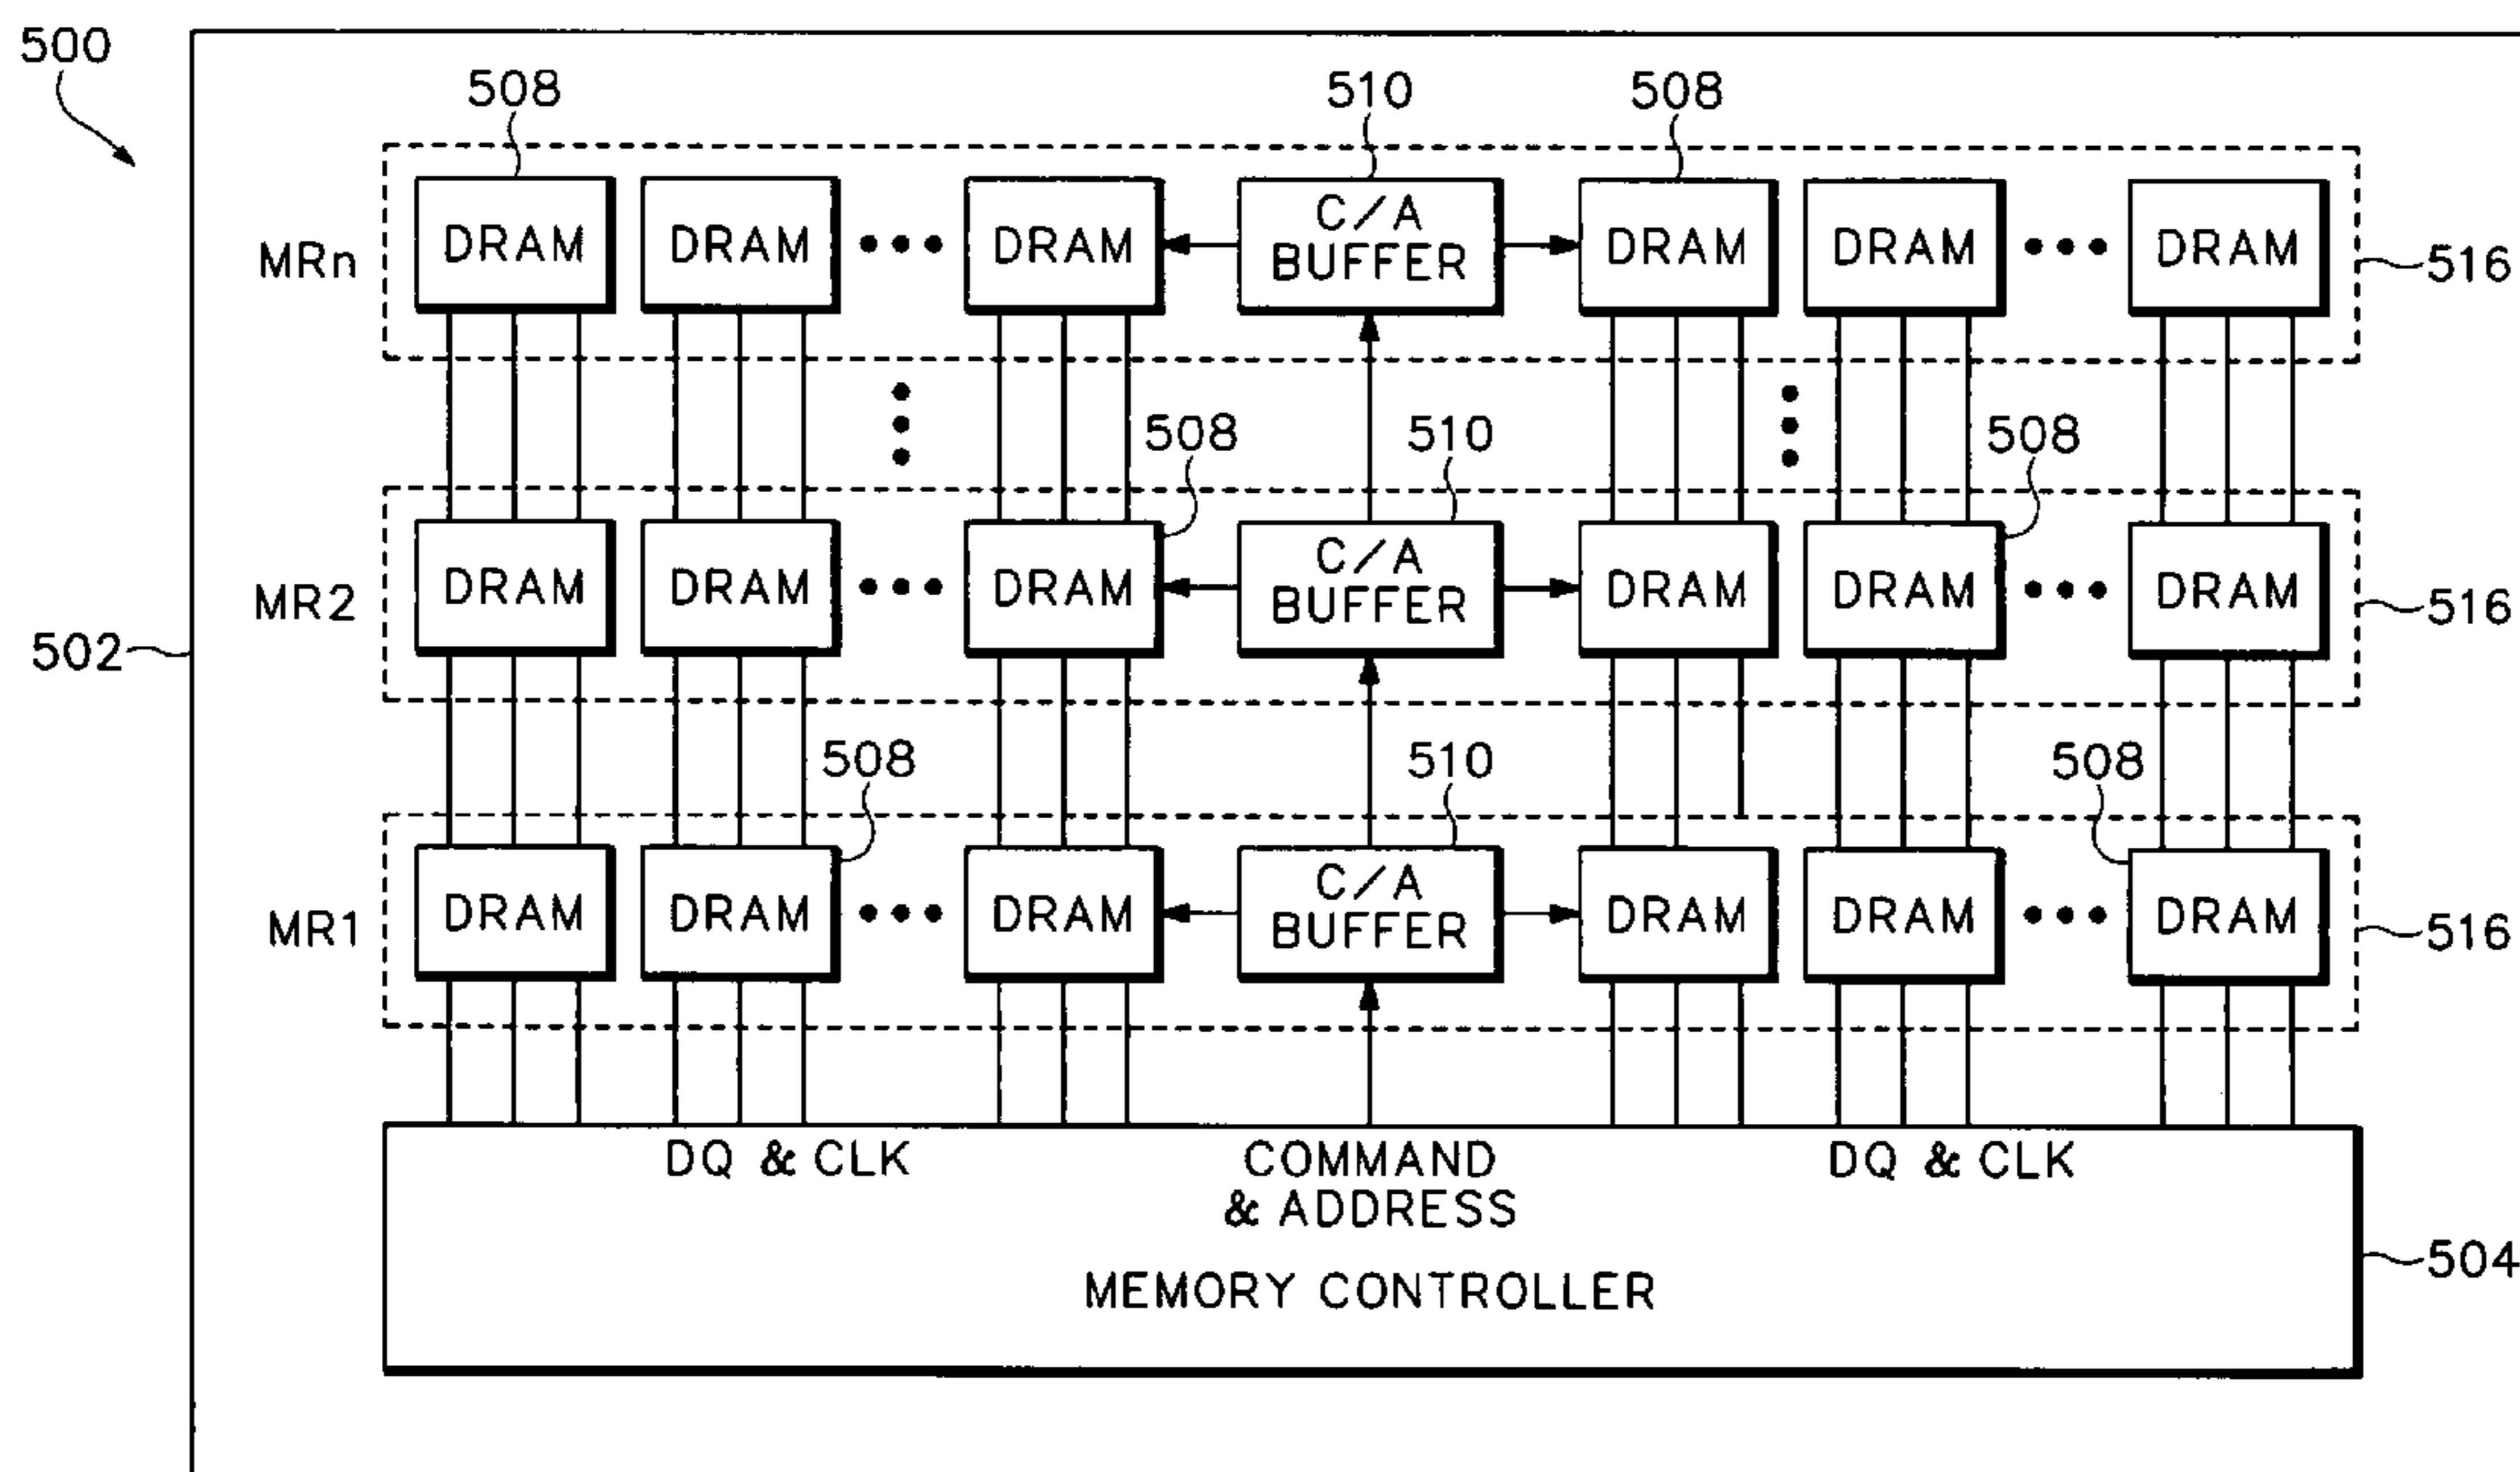 500
508
510
508
MRn
DRAM
DRAM
DRAM
C/A
BUFFER
DRAM
DRAM
DRAM
516
508
510
508
MR2
DRAM
DRAM
DRAM
C/A
BUFFER
DRAM
DRAM
DRAM
516
502
508
510
508
MR1
DRAM
DRAM
DRAM
C/A
BUFFER
DRAM
DRAM
DRAM
516
DQ & CLK
COMMAND
& ADDRESS
DQ & CLK
MEMORY CONTROLLER
504